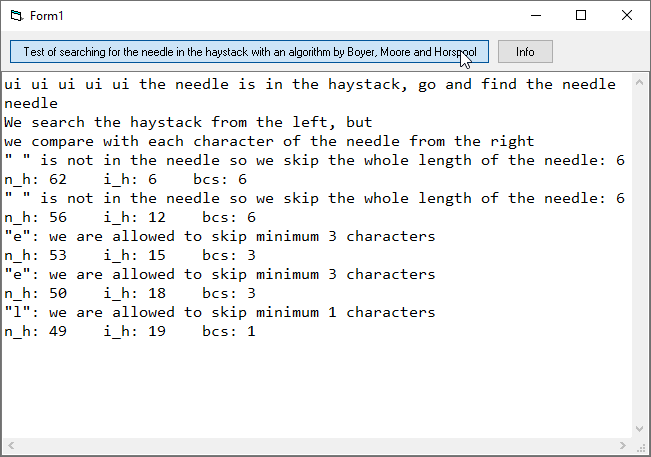 Form1
Test of searching for the needle in the haystack with an algorithm by Boyer, Moore and Horspool
Info
ui ui ui ui ui the needle is in the haystack, go and find the needle
needle
We search the haystack from the left, but
we compare with each character of the needle from the right
" " is not in the needle so we skip the whole length of the needle: 6
n_h: 62    i_h: 6    bcs: 6
" " is not in the needle so we skip the whole length of the needle: 6
n_h: 56    i_h: 12    bcs: 6
"e": we are allowed to skip minimum 3 characters
n_h: 53    i_h: 15    bcs: 3
"e": we are allowed to skip minimum 3 characters
n_h: 50    i_h: 18    bcs: 3
"l": we are allowed to skip minimum 1 characters
n_h: 49    i_h: 19    bcs: 1